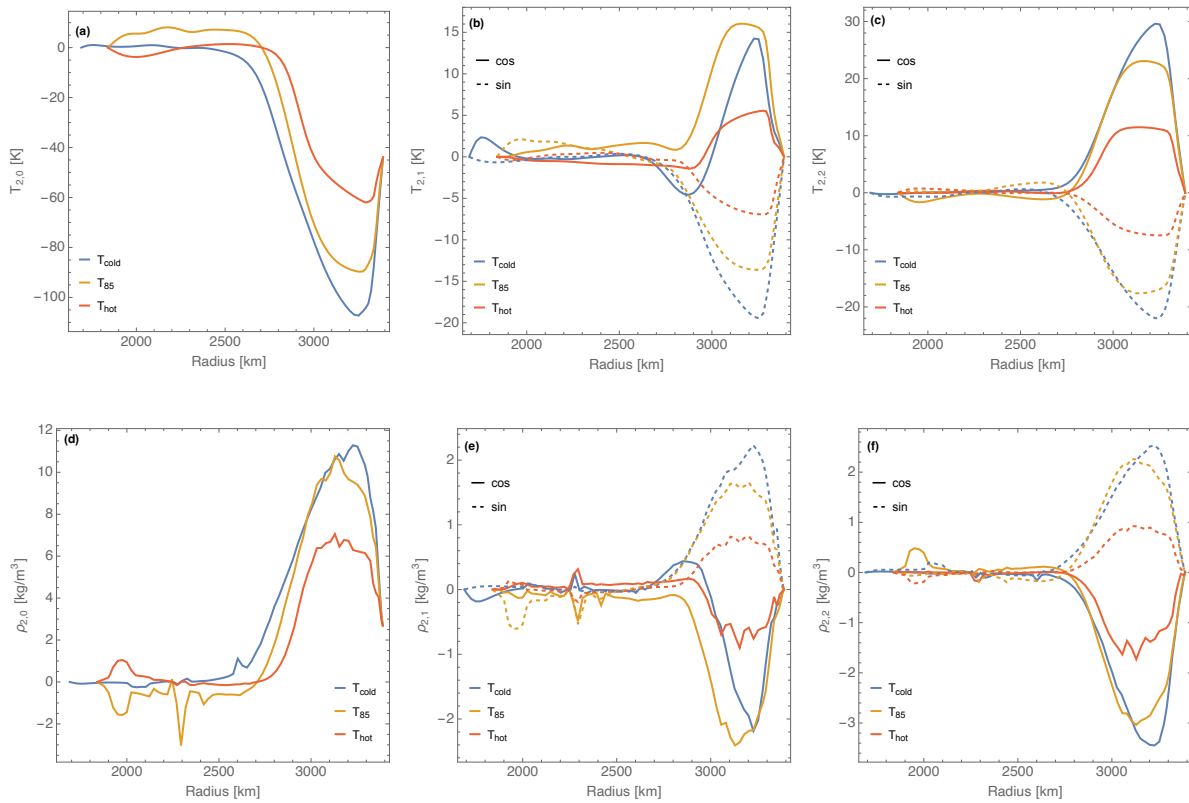 (a)
0
−20
−40
−60
−80
−100
T2,0 [K]
2000 2500 3000
Radius [km]
Tcold
T85
Thot
(b)
15
10
5
0
−5
−10
−15
−20
T2,1 [K]
cos
sin
Tcold
T85
Thot
2000 2500 3000
Radius [km]
(c)
30
20
10
0
−10
−20
T2,2 [K]
cos
sin
Tcold
T85
Thot
2000 2500 3000
Radius [km]
(d)
12
10
8
6
4
2
0
−2
ρ2,0 [kg/m³]
Tcold
T85
Thot
2000 2500 3000
Radius [km]
(e)
2
1
0
−1
−2
ρ2,1 [kg/m³]
cos
sin
Tcold
T85
Thot
2000 2500 3000
Radius [km]
(f)
2
1
0
−1
−2
−3
ρ2,2 [kg/m³]
cos
sin
Tcold
T85
Thot
2000 2500 3000
Radius [km]